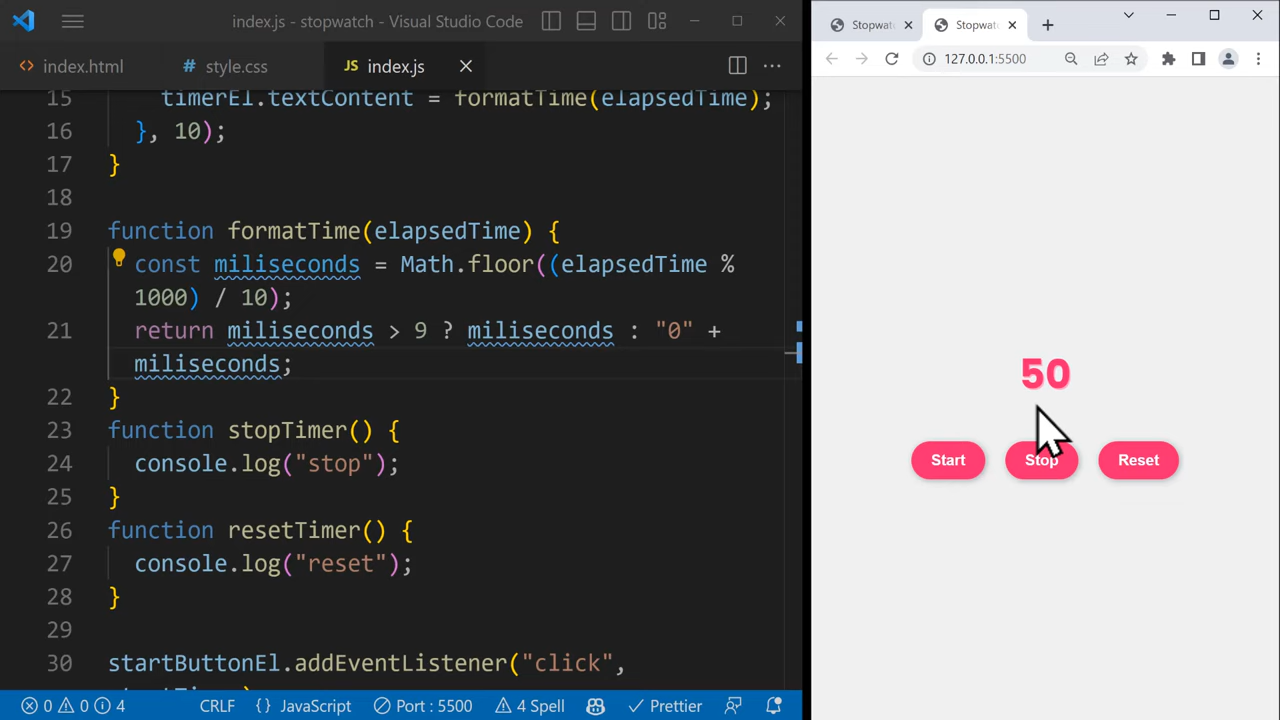 index.js - stopwatch - Visual Studio Code
index.html
style.css
JS index.js
15 timerEl.textContent = formatTime(elapsedTime);
16 }, 10);
17 }
18
19 function formatTime(elapsedTime) {
20 const miliseconds = Math.floor((elapsedTime %
1000) / 10);
21 return miliseconds > 9 ? miliseconds : "0" +
miliseconds;
22 }
23 function stopTimer() {
24 console.log("stop");
25 }
26 function resetTimer() {
27 console.log("reset");
28 }
29
30 startButtonEl.addEventListener("click",
0 0 4
CRLF
{} JavaScript
Port : 5500
4 Spell
Prettier
Stopwatc
Stopwatc
127.0.0.1:5500
50
Start
Stop
Reset